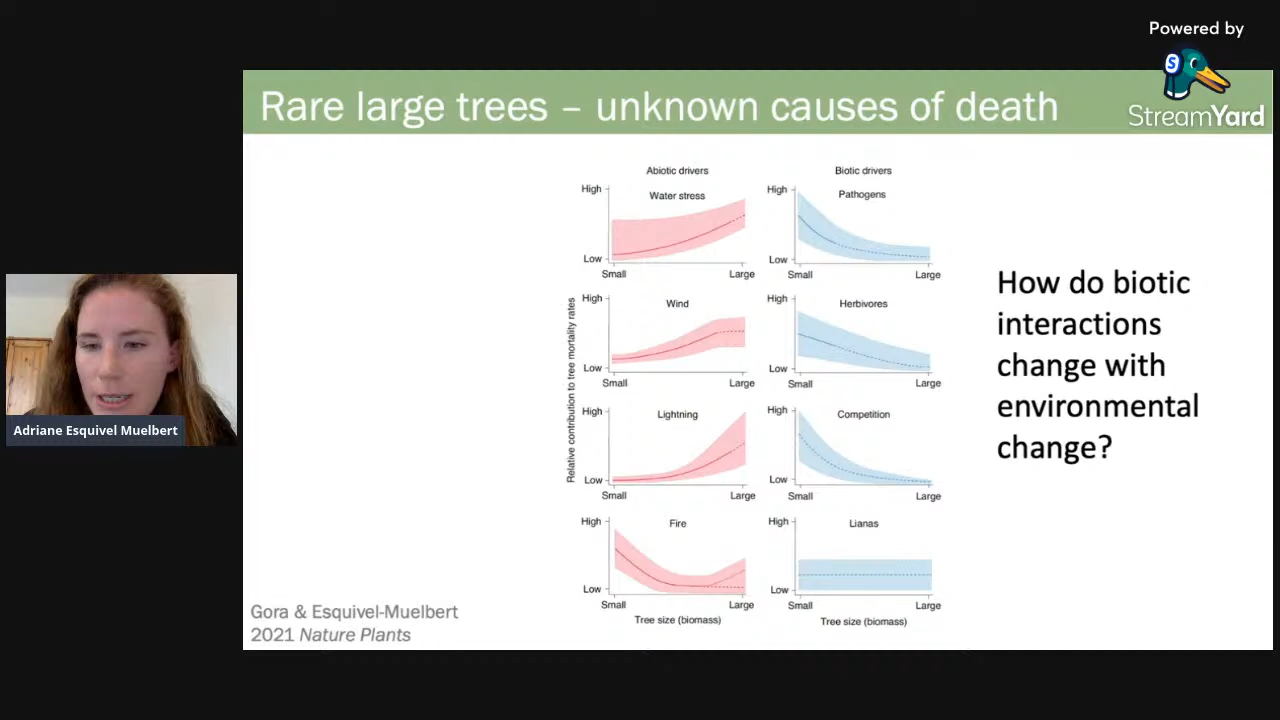 Powered by
StreamYard
Rare large trees – unknown causes of death
Abiotic drivers
Biotic drivers
High
Water stress
Low
Small
Large
High
Pathogens
Low
Small
Large
High
Wind
Low
Small
Large
High
Herbivores
Low
Small
Large
High
Lightning
Low
Small
Large
High
Competition
Low
Small
Large
High
Fire
Low
Small
Large
High
Lianas
Low
Small
Large
Relative contribution to tree mortality rates
Tree size (biomass)
Tree size (biomass)
How do biotic
interactions
change with
environmental
change?
Gora & Esquivel-Muelbert
2021 Nature Plants
Adriane Esquivel Muelbert